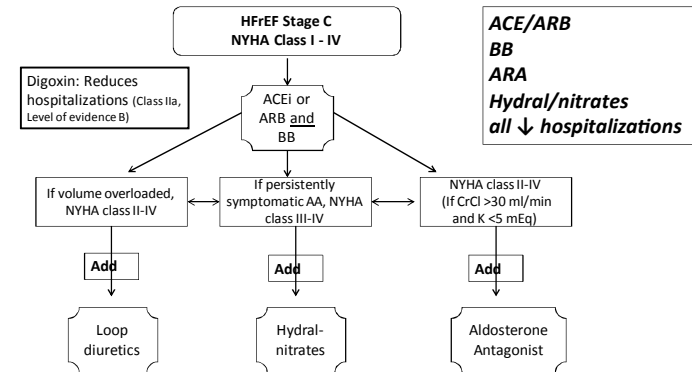 HFrEF Stage C
NYHA Class I - IV
ACE/ARB
BB
ARA
Hydral/nitrates
all ↓ hospitalizations
Digoxin: Reduces
hospitalizations (Class IIa,
Level of evidence B)
ACEi or
ARB and
BB
If volume overloaded,
NYHA class II-IV
If persistently
symptomatic AA, NYHA
class III-IV
NYHA class II-IV
(If CrCl >30 ml/min
and K <5 mEq)
Add
Add
Add
Loop
diuretics
Hydral-
nitrates
Aldosterone
Antagonist